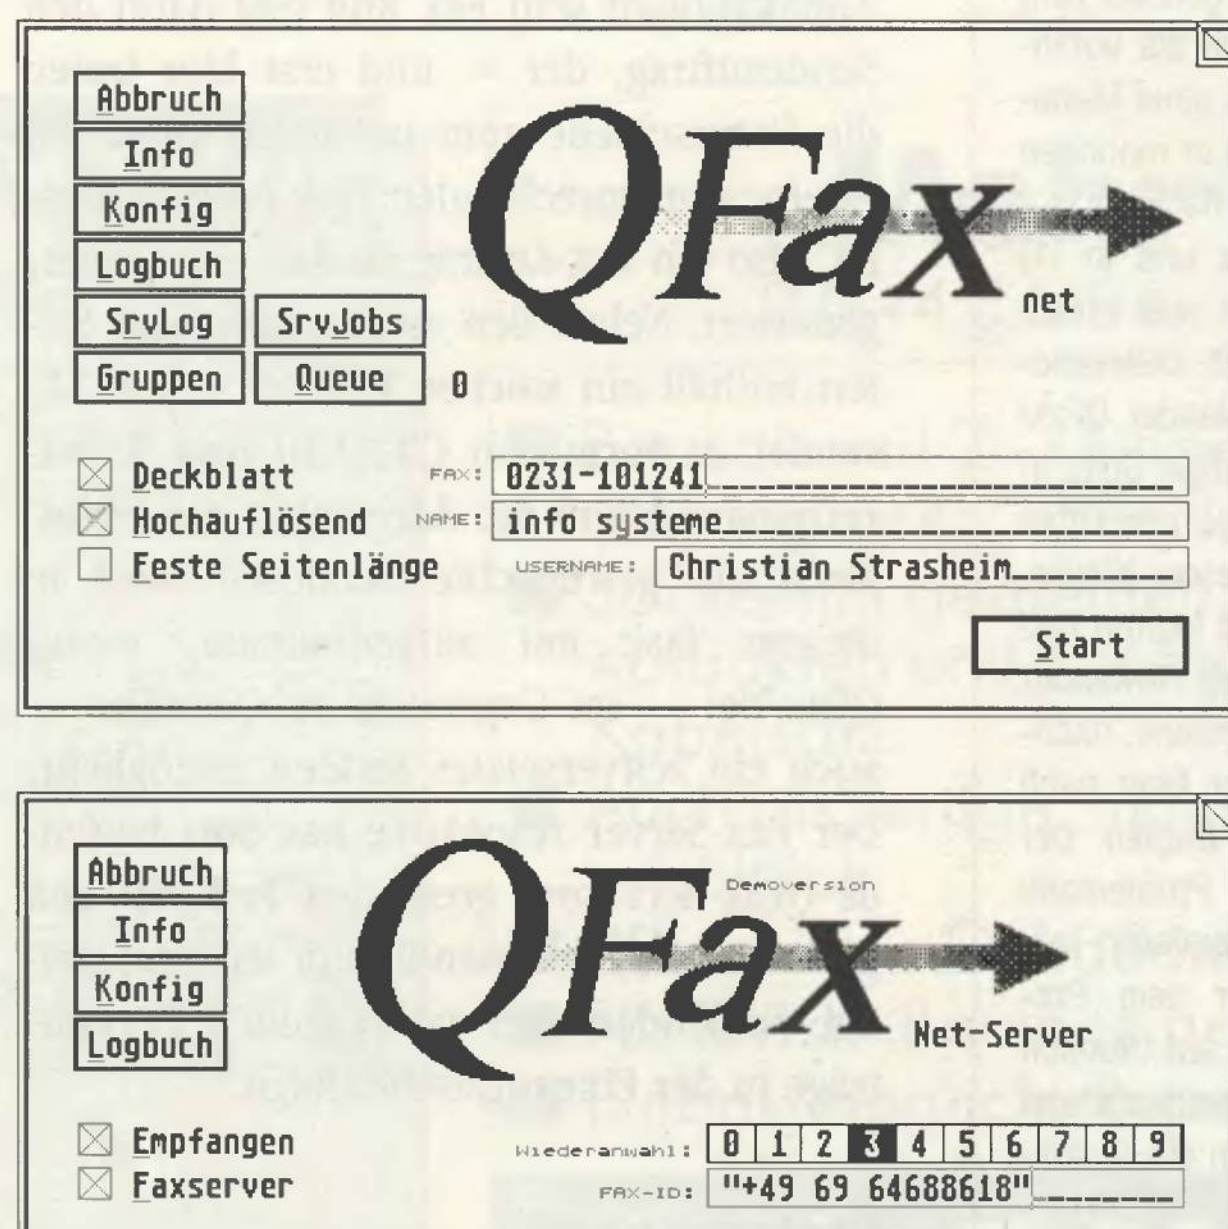 Abbruch
Info
Konfig
Logbuch
SrvLog SrvJobs
Gruppen Queue 0
QFax
net
Deckblatt FAX: 0231-101241
Hochauflösend NAME: info systeme
Feste Seitenlänge USERNAME: Christian Strasheim
Start
Abbruch
Info
Konfig
Logbuch
QFax
Demoversion
Net-Server
Empfangen Wiederanwahl: 0 1 2 3 4 5 6 7 8 9
Faxserver FAX-ID: "+49 69 64688618"